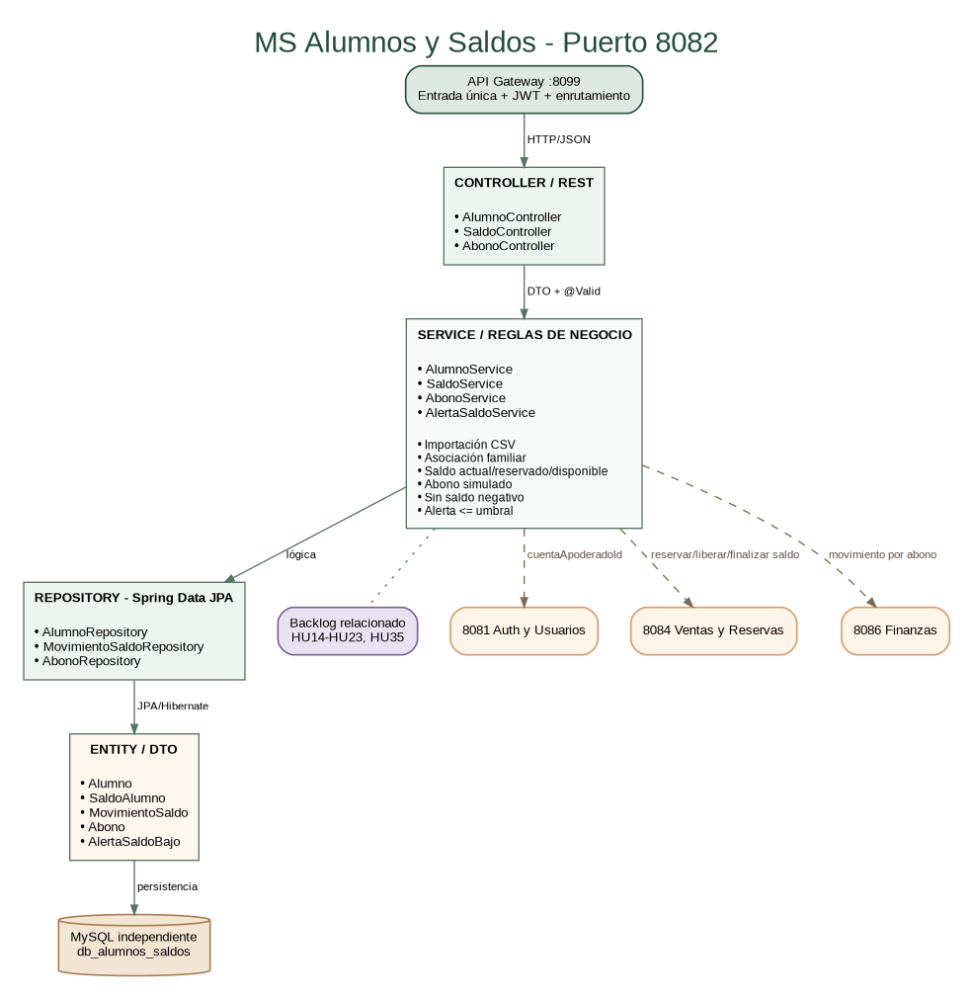 MS Alumnos y Saldos - Puerto 8082
API Gateway :8099
Entrada única + JWT + enrutamiento
HTTP/JSON
CONTROLLER / REST
• AlumnoController
• SaldoController
• AbonoController
DTO + @Valid
SERVICE / REGLAS DE NEGOCIO
• AlumnoService
• SaldoService
• AbonoService
• AlertaSaldoService
• Importación CSV
• Asociación familiar
• Saldo actual/reservado/disponible
• Abono simulado
• Sin saldo negativo
• Alerta <= umbral
lógica
cuentaApoderadoId
reservar/liberar/finalizar saldo
movimiento por abono
REPOSITORY - Spring Data JPA
• AlumnoRepository
• MovimientoSaldoRepository
• AbonoRepository
Backlog relacionado
HU14-HU23, HU35
8081 Auth y Usuarios
8084 Ventas y Reservas
8086 Finanzas
JPA/Hibernate
ENTITY / DTO
• Alumno
• SaldoAlumno
• MovimientoSaldo
• Abono
• AlertaSaldoBajo
persistencia
MySQL independiente
db_alumnos_saldos